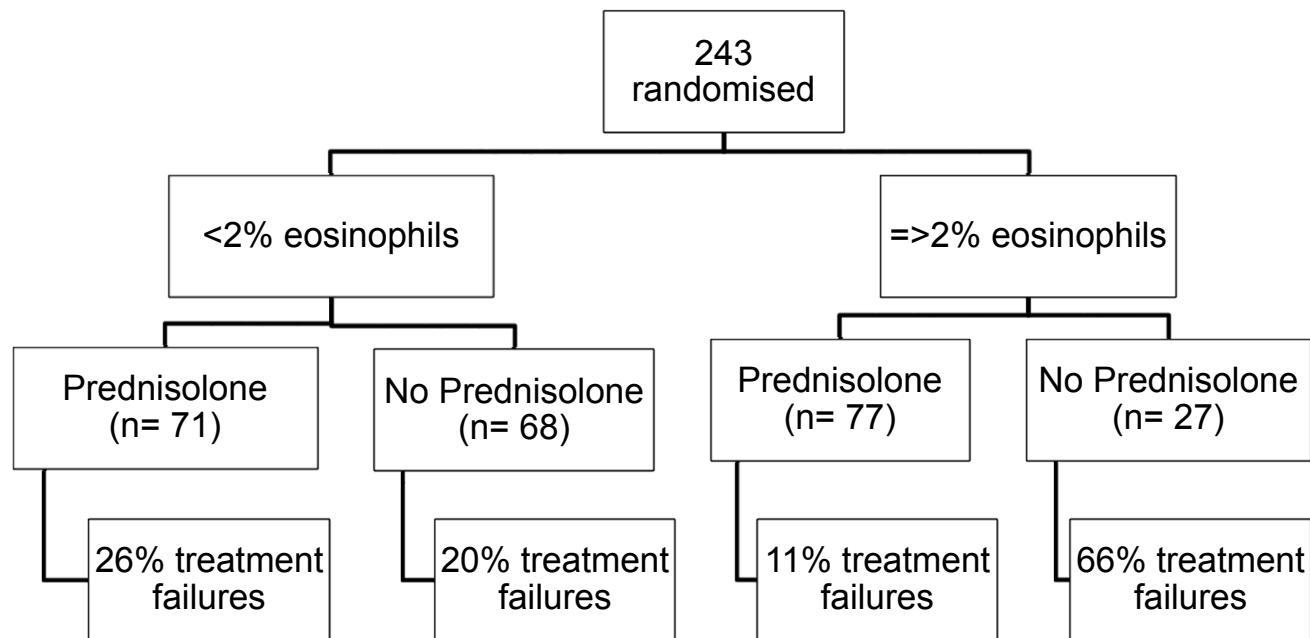 243
randomised
<2% eosinophils
=>2% eosinophils
Prednisolone
(n= 71)
No Prednisolone
(n= 68)
Prednisolone
(n= 77)
No Prednisolone
(n= 27)
26% treatment
failures
20% treatment
failures
11% treatment
failures
66% treatment
failures